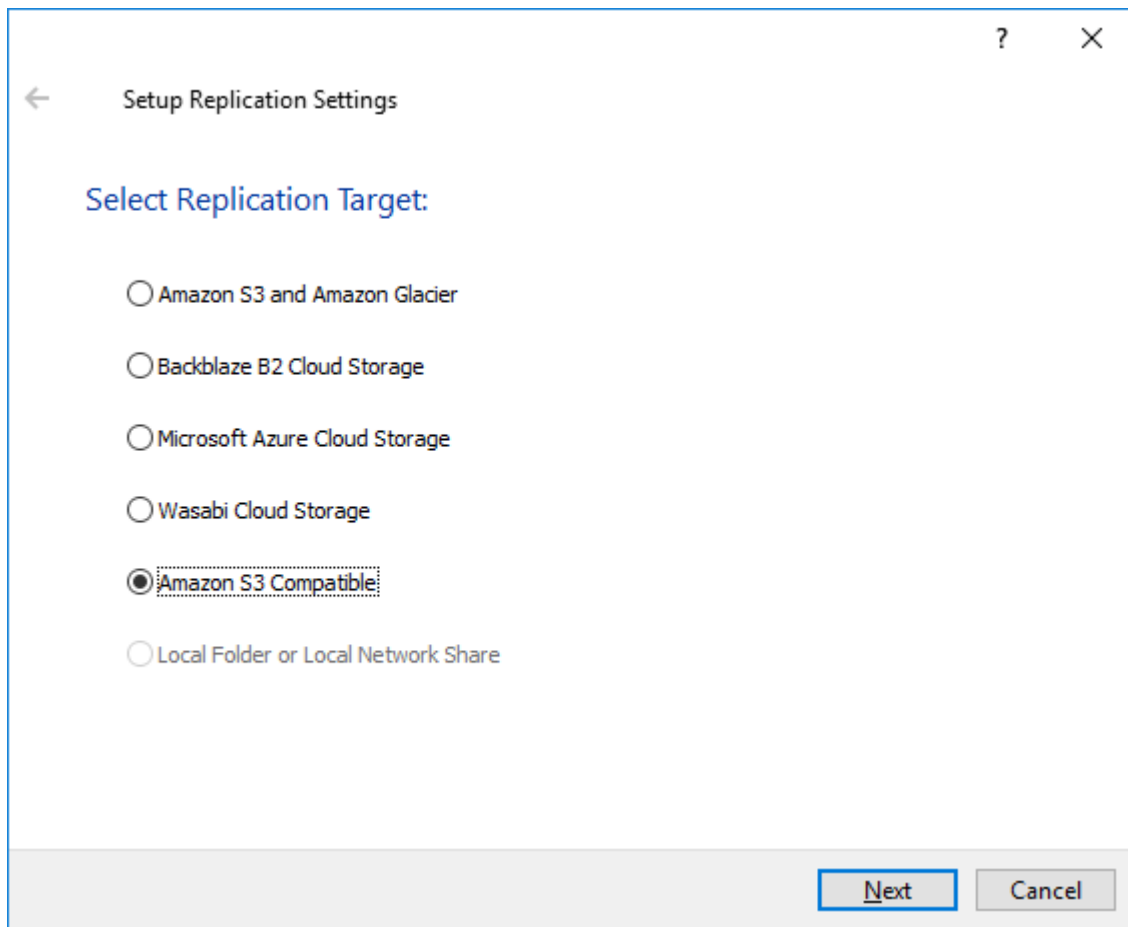 Setup Replication Settings
Select Replication Target:
Amazon S3 and Amazon Glacier
Backblaze B2 Cloud Storage
Microsoft Azure Cloud Storage
Wasabi Cloud Storage
Amazon S3 Compatible
Local Folder or Local Network Share
Next Cancel